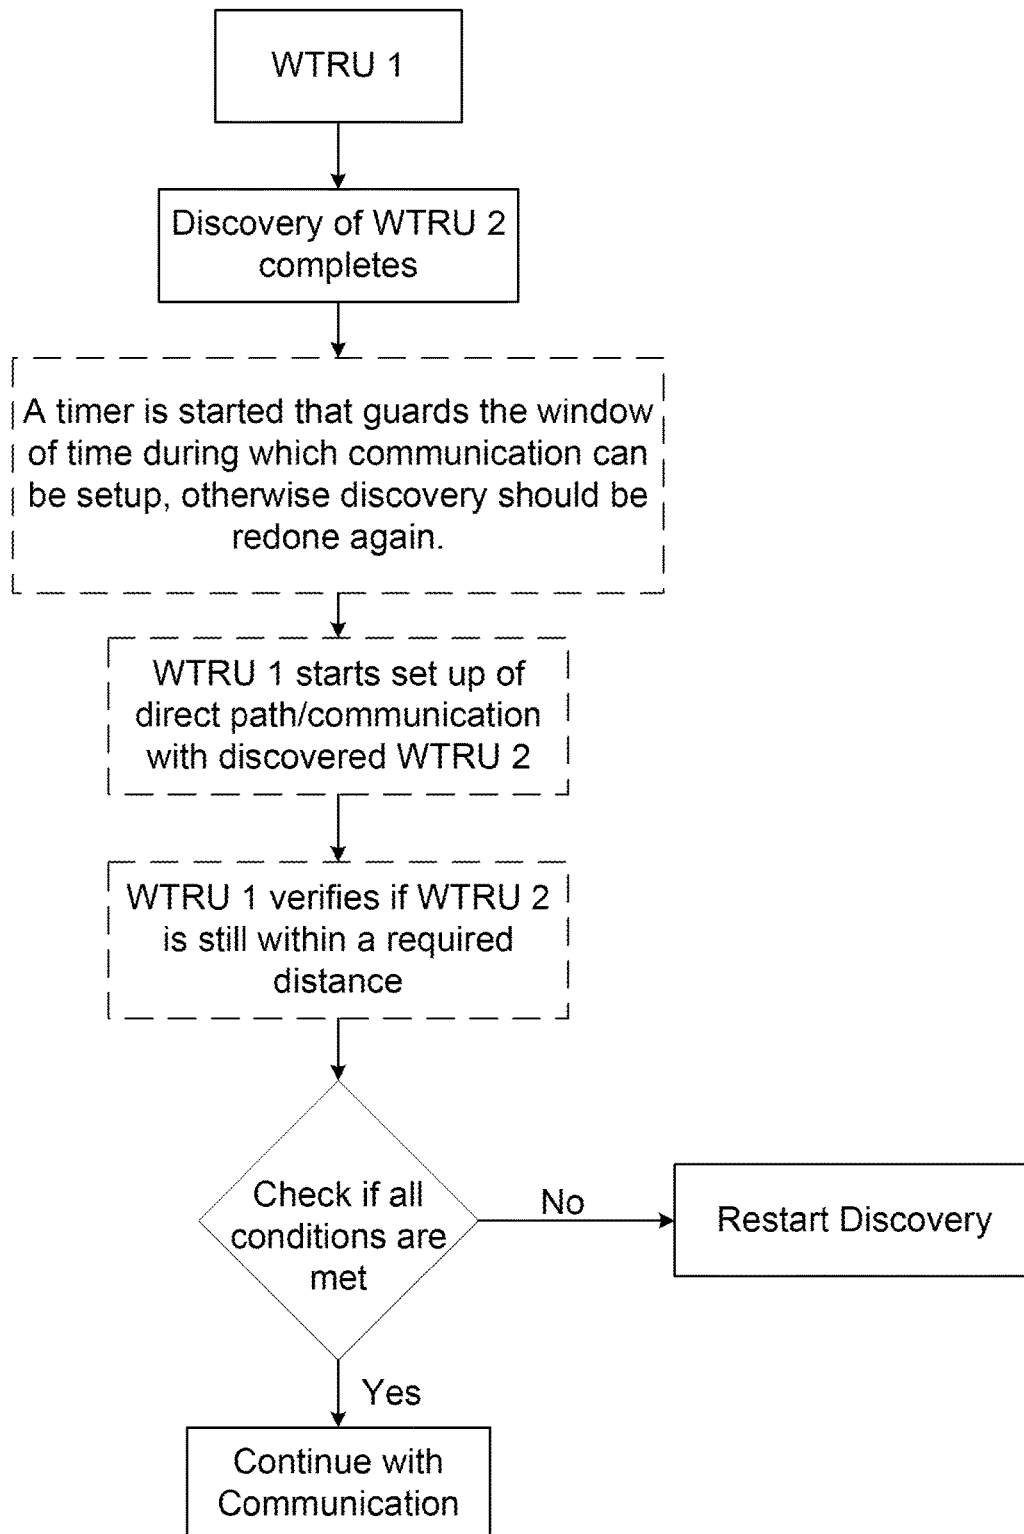 WTRU 1
Discovery of WTRU 2
completes
A timer is started that guards the window
of time during which communication can
be setup, otherwise discovery should be
redone again.
WTRU 1 starts set up of
direct path/communication
with discovered WTRU 2
WTRU 1 verifies if WTRU 2
is still within a required
distance
Check if all
conditions are
met
No
Restart Discovery
Yes
Continue with
Communication